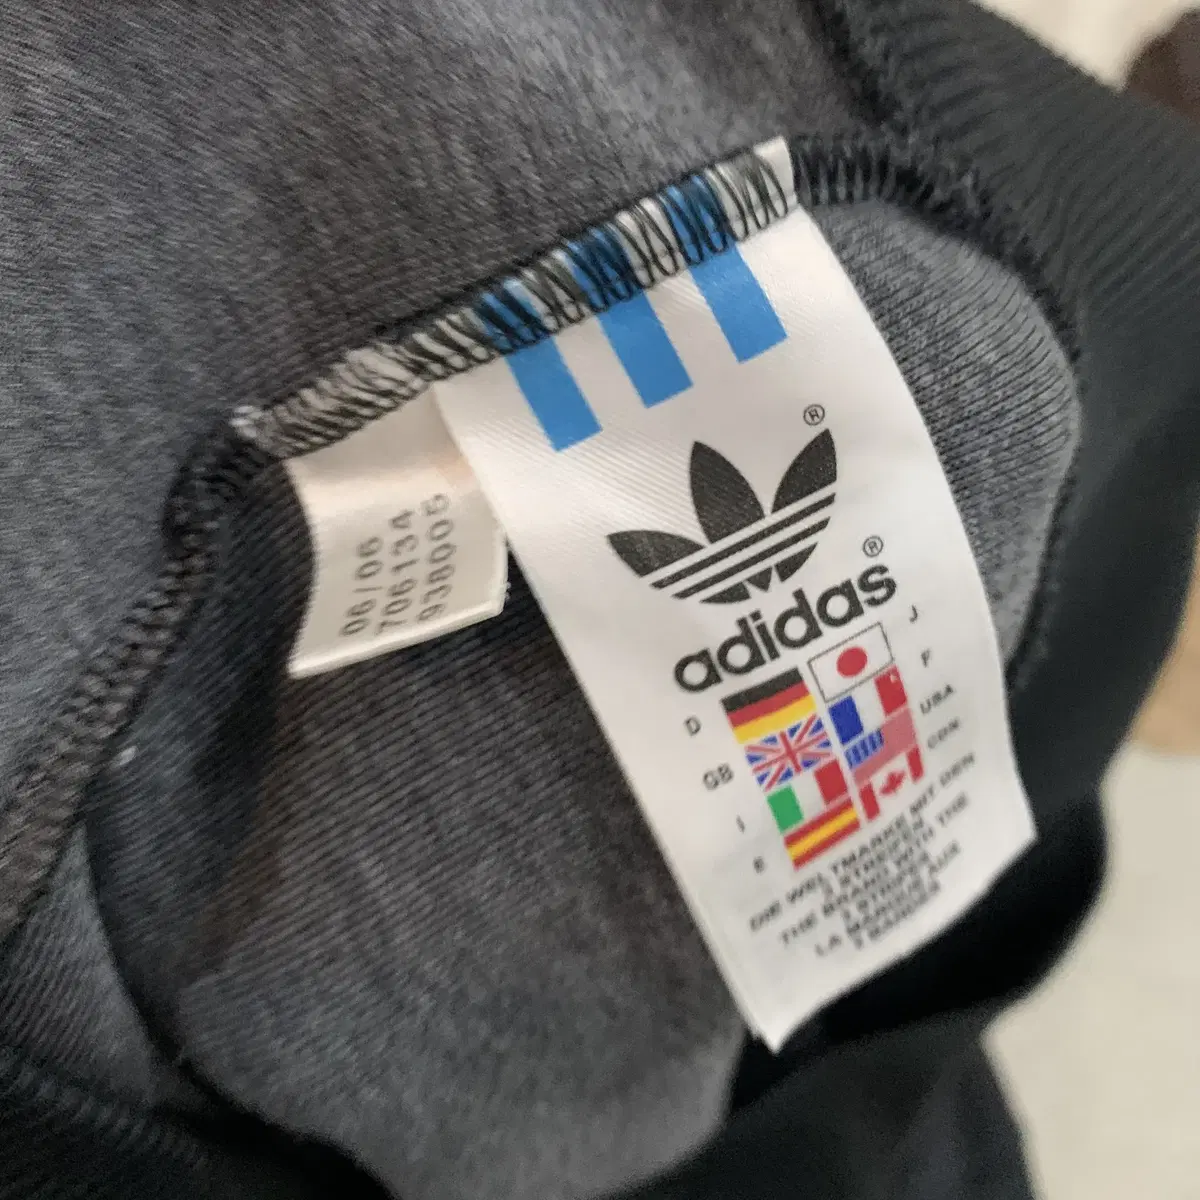 06/06
706134
938005
®
adidas®
J
D
F
GB
USA
I
CDN
E
DIE WELTMARKE MIT DEN
3 STREIFEN
THE BRAND WITH THE
3 STRIPES
LA MARQUE AUX
3 BANDES